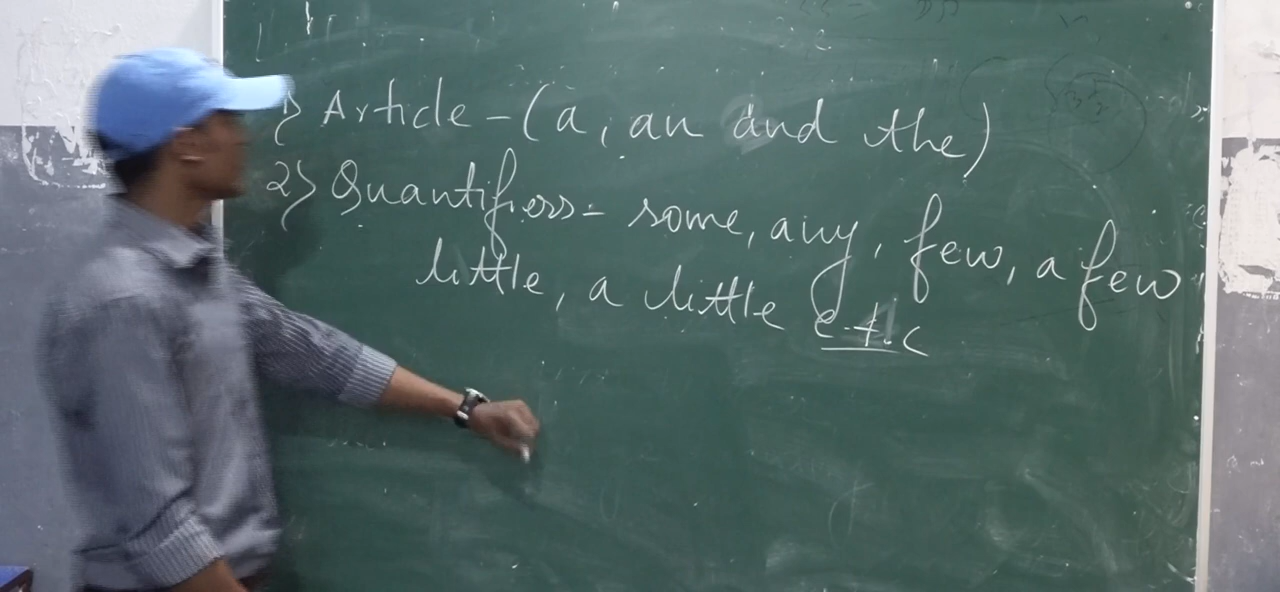 1) Article - (a, an and the)
2) Quantifiers - some, any, few, a few
little, a little etc